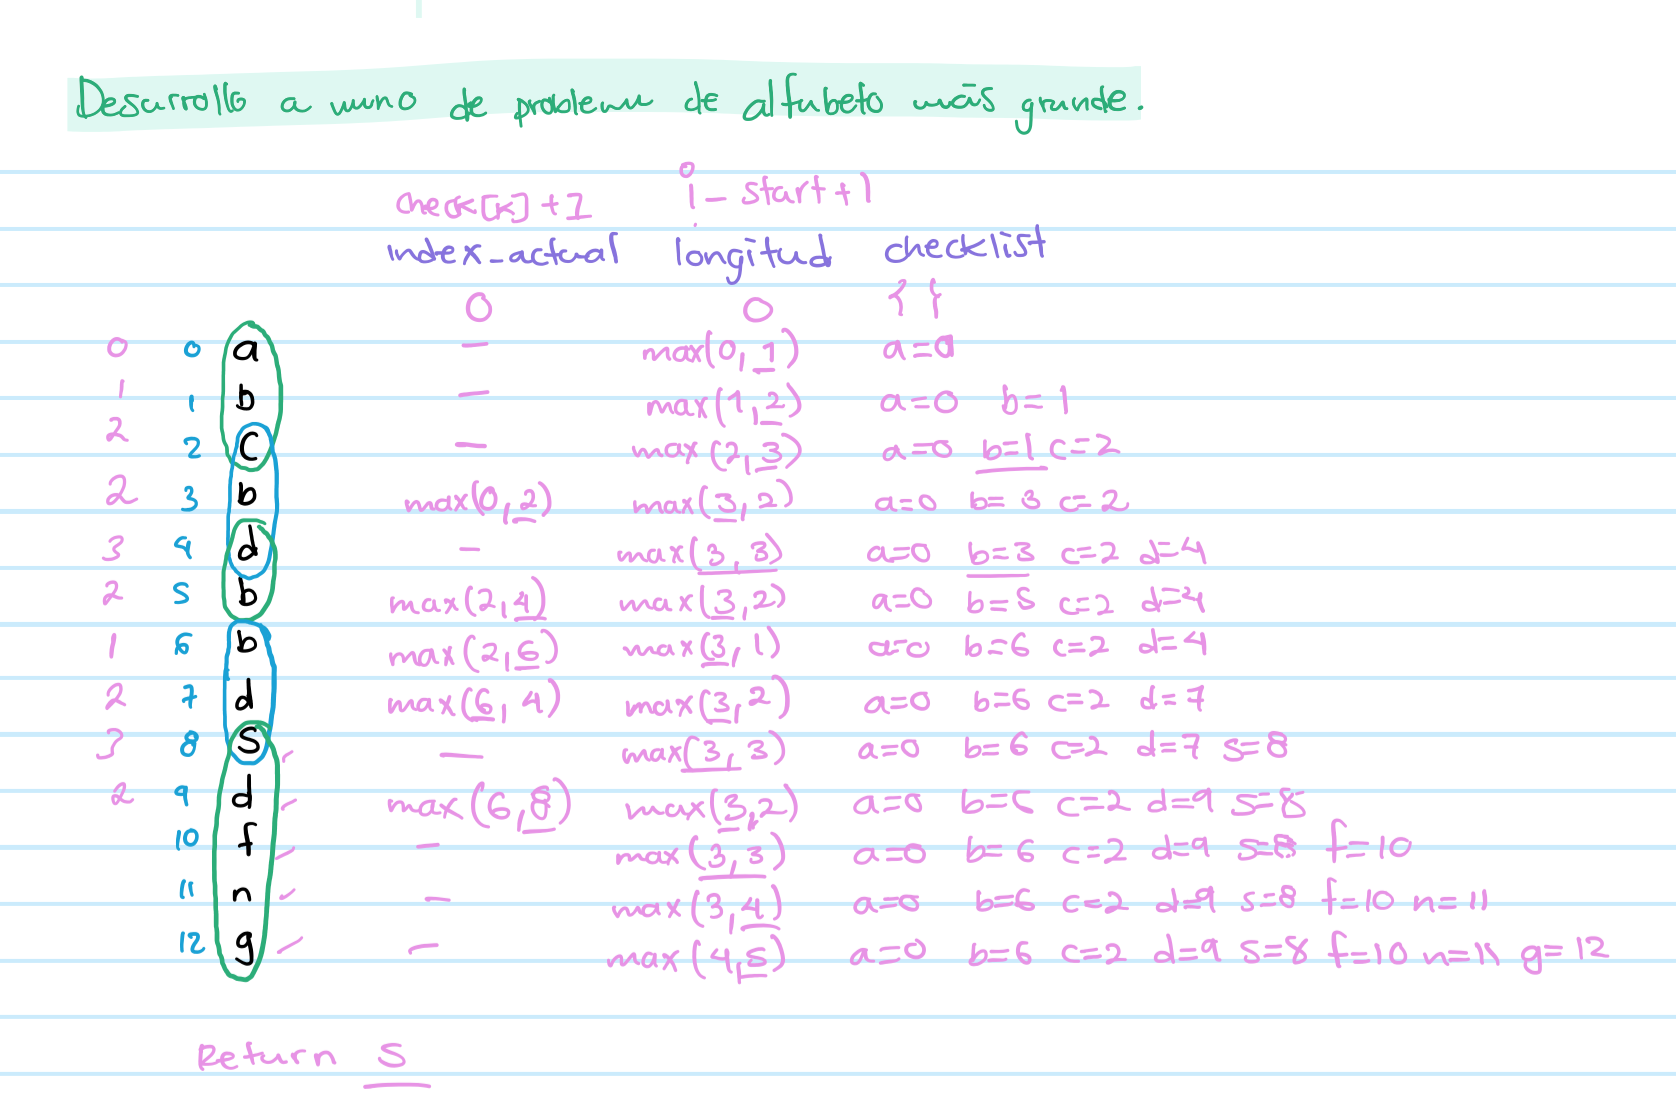 Desarrollo a mano de problema de alfabeto más grande.
check[k]+1 i-start+1
index_actual longitud checklist
0 0 { }
0 0 a - max(0,1) a=0
1 1 b - max(1,2) a=0 b=1
2 2 c - max(2,3) a=0 b=1 c=2
2 3 b max(0,2) max(3,2) a=0 b=3 c=2
3 4 d - max(3,3) a=0 b=3 c=2 d=4
2 5 b max(2,4) max(3,2) a=0 b=5 c=2 d=4
1 6 b max(2,6) max(3,1) a=0 b=6 c=2 d=4
2 7 d max(6,4) max(3,2) a=0 b=6 c=2 d=7
3 8 s - max(3,3) a=0 b=6 c=2 d=7 s=8
2 9 d max(6,8) max(3,2) a=0 b=6 c=2 d=9 s=8
10 f - max(3,3) a=0 b=6 c=2 d=9 s=8 f=10
11 n - max(3,4) a=0 b=6 c=2 d=9 s=8 f=10 n=11
12 g - max(4,5) a=0 b=6 c=2 d=9 s=8 f=10 n=11 g=12
Return 5